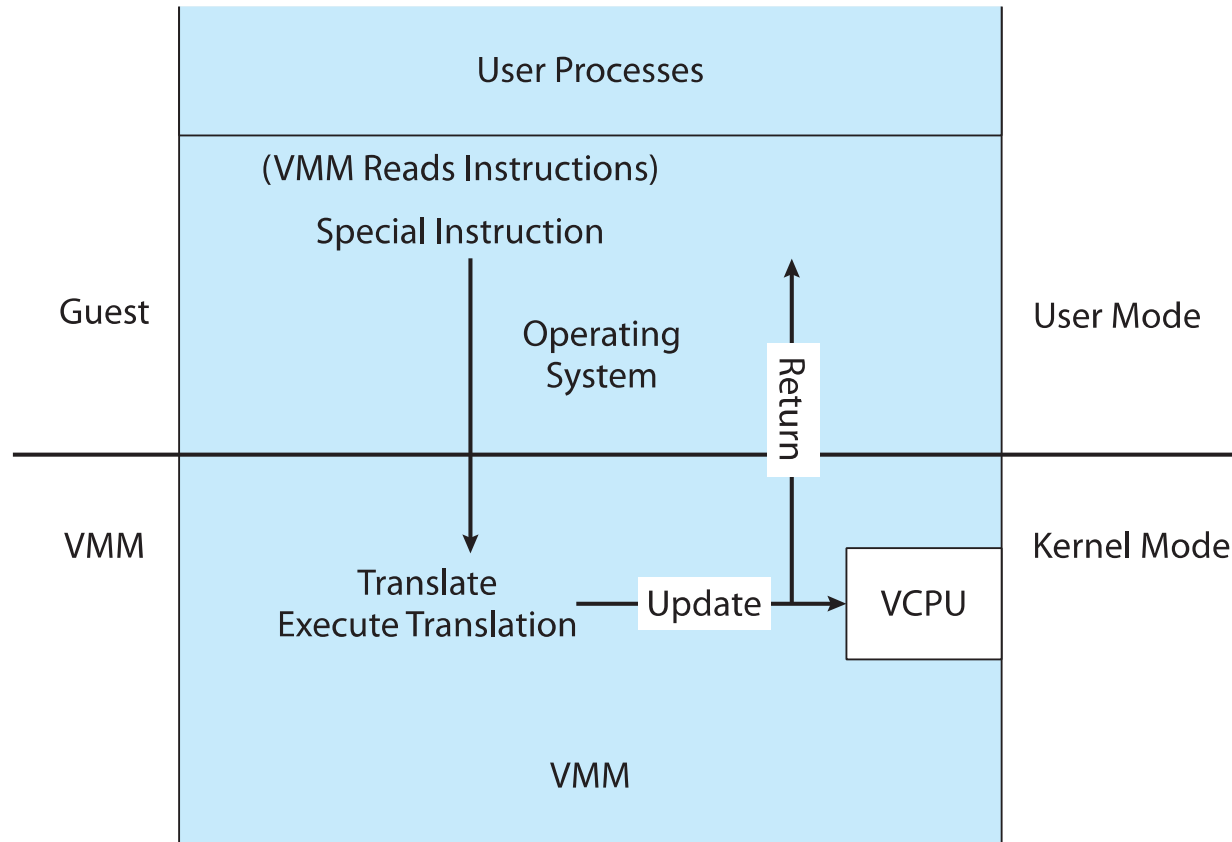 User Processes
(VMM Reads Instructions)
Special Instruction
Guest
Operating
System
User Mode
Return
VMM
Kernel Mode
Translate
Execute Translation
Update
VCPU
VMM